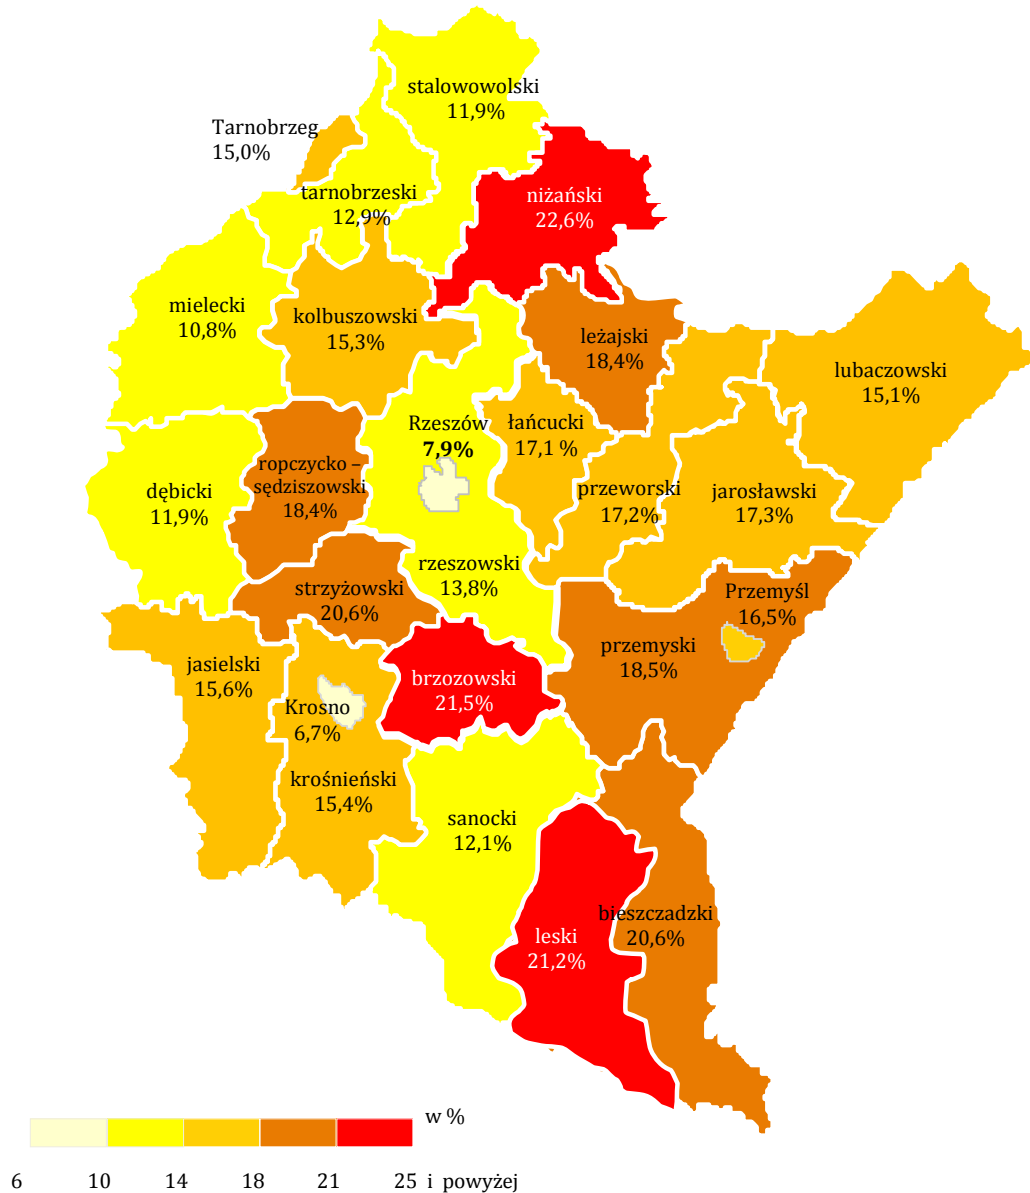 stalowowolski
11,9%
Tarnobrzeg
15,0%
tarnobrzeski
12,9%
niżański
22,6%
mielecki
10,8%
kolbuszowski
15,3%
leżajski
18,4%
lubaczowski
15,1%
Rzeszów
7,9%
łańcucki
17,1 %
ropczycko –
sędziszowski
18,4%
dębicki
11,9%
przeworski
17,2%
jarosławski
17,3%
rzeszowski
13,8%
strzyżowski
20,6%
Przemyśl
16,5%
przemyski
18,5%
jasielski
15,6%
brzozowski
21,5%
Krosno
6,7%
krośnieński
15,4%
sanocki
12,1%
bieszczadzki
20,6%
leski
21,2%
w %
6 10 14 18 21 25 i powyżej